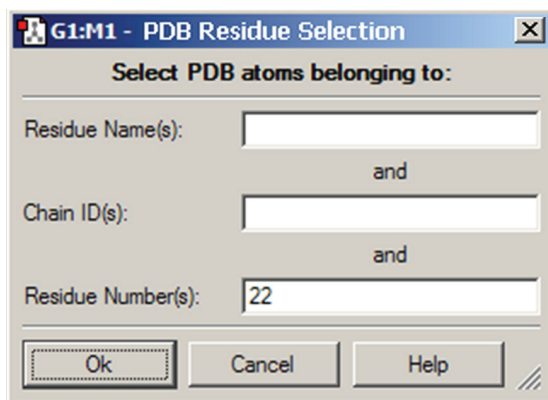 G1:M1 - PDB Residue Selection
Select PDB atoms belonging to:
Residue Name(s):
and
Chain ID(s):
and
Residue Number(s): 22
Ok Cancel Help